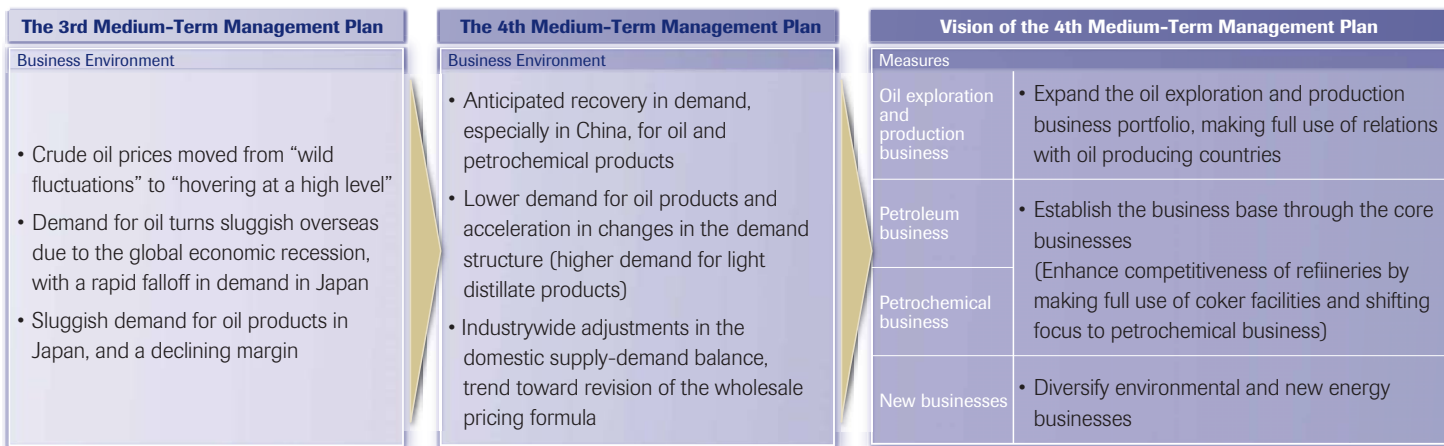 The 3rd Medium-Term Management Plan
Business Environment
• Crude oil prices moved from “wild
fluctuations” to “hovering at a high level”
• Demand for oil turns sluggish overseas
due to the global economic recession,
with a rapid falloff in demand in Japan
• Sluggish demand for oil products in
Japan, and a declining margin
The 4th Medium-Term Management Plan
Business Environment
• Anticipated recovery in demand,
especially in China, for oil and
petrochemical products
• Lower demand for oil products and
acceleration in changes in the demand
structure (higher demand for light
distillate products)
• Industrywide adjustments in the
domestic supply-demand balance,
trend toward revision of the wholesale
pricing formula
Vision of the 4th Medium-Term Management Plan
Measures
Oil exploration
and
production
business
• Expand the oil exploration and production
business portfolio, making full use of relations
with oil producing countries
Petroleum
business
Petrochemical
business
• Establish the business base through the core
businesses
(Enhance competitiveness of refiineries by
making full use of coker facilities and shifting
focus to petrochemical business)
New businesses
• Diversify environmental and new energy
businesses